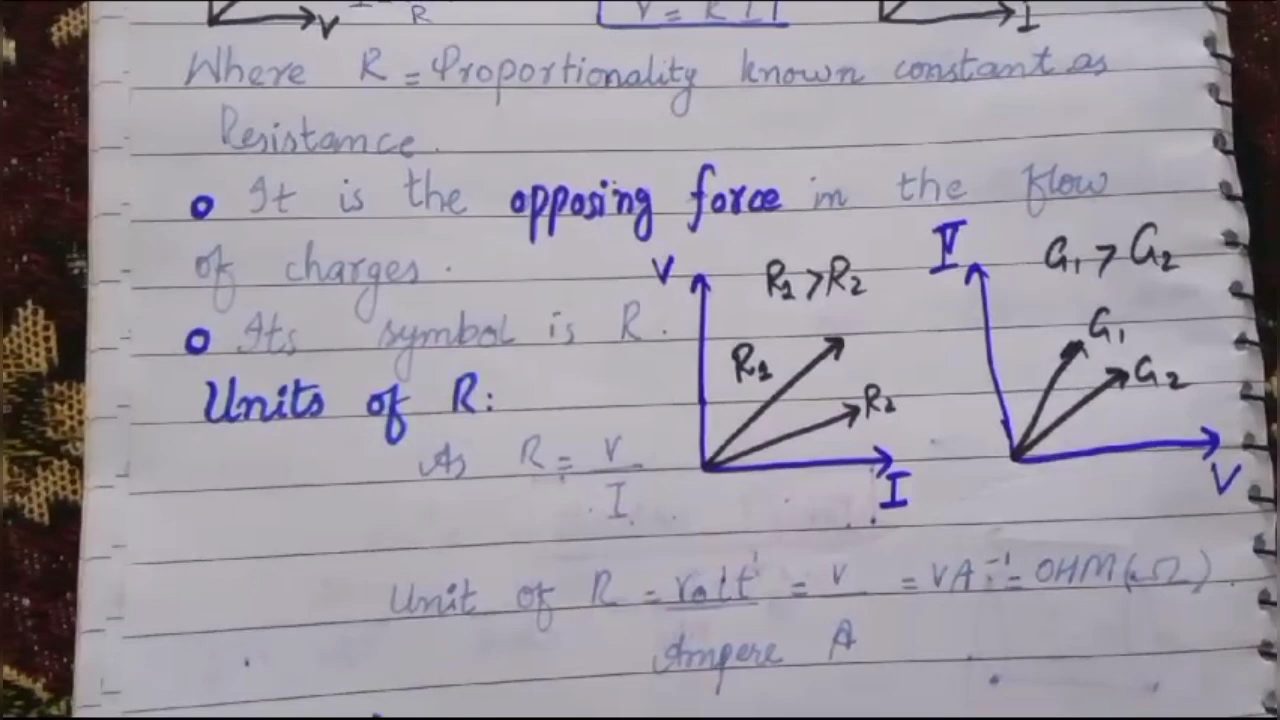 R
V
V = R I
I
Where R = Proportionality known constant as
Resistance.
• It is the opposing force in the flow
of charges.
• Its symbol is R.
V R1 > R2
R1
R2
I
I G1 > G2
G1
G2
V
Units of R:
As R = V
I
Unit of R = Volt = V = VA⁻¹ = OHM (Ω)
Ampere A